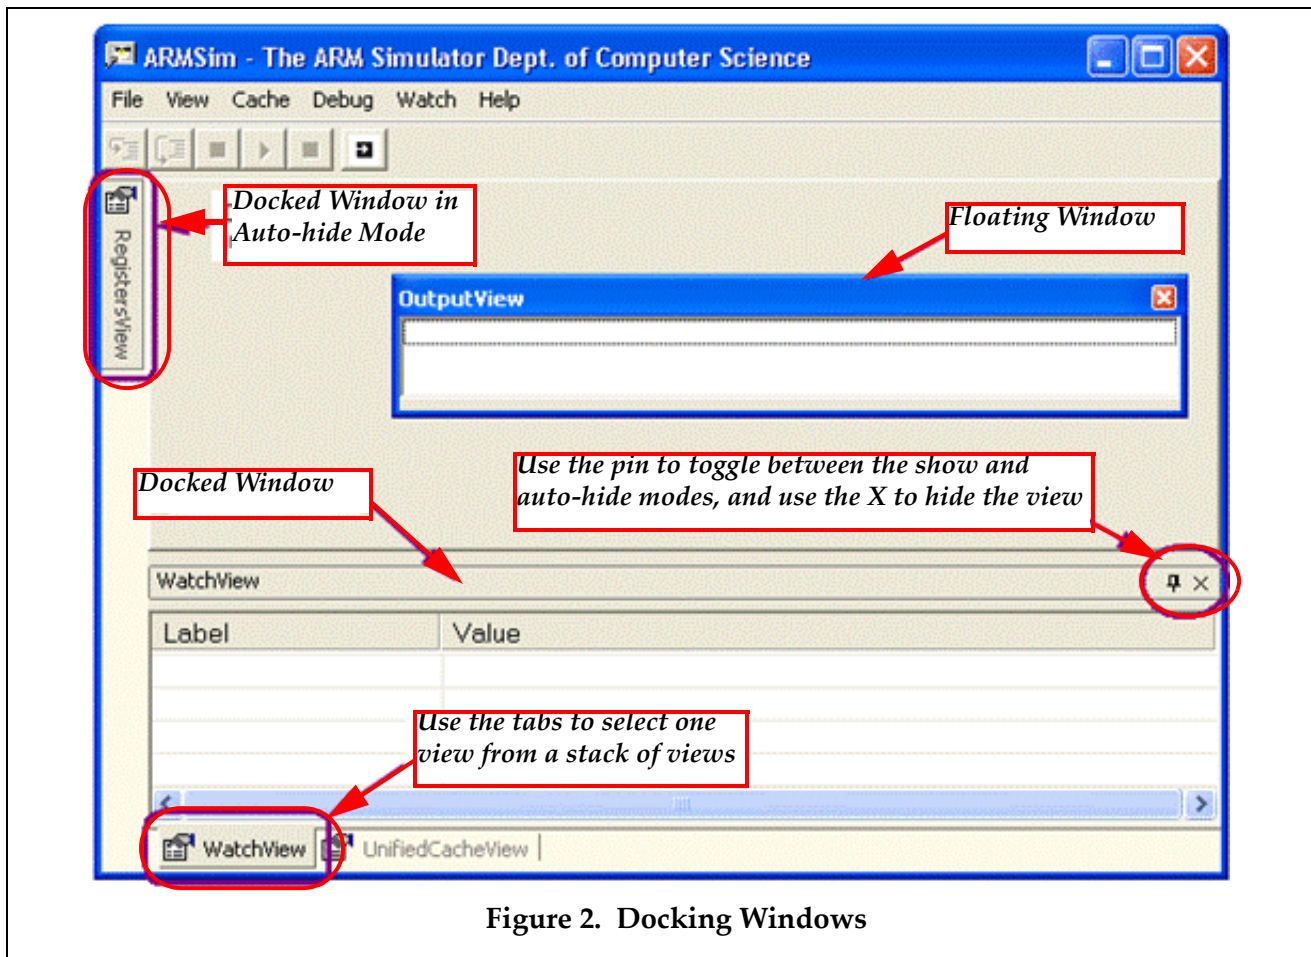 ARMSim - The ARM Simulator Dept. of Computer Science
File View Cache Debug Watch Help
RegistersView
Docked Window in
Auto-hide Mode
Floating Window
OutputView
Docked Window
Use the pin to toggle between the show and
auto-hide modes, and use the X to hide the view
WatchView
Label Value
Use the tabs to select one
view from a stack of views
WatchView UnifiedCacheView
Figure 2. Docking Windows